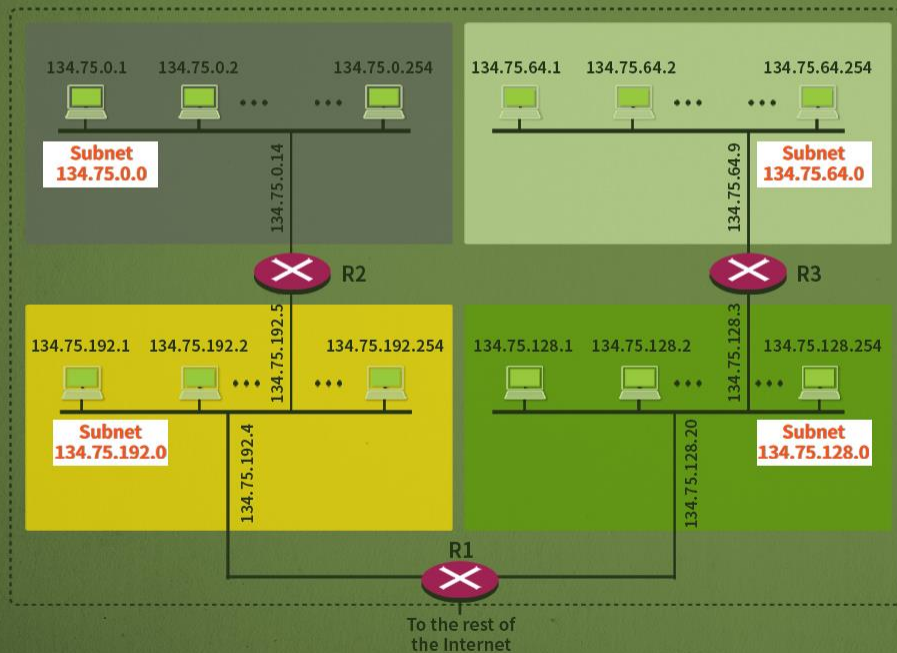 134.75.0.1
134.75.0.2
134.75.0.254
Subnet
134.75.0.0
134.75.0.14
134.75.64.1
134.75.64.2
134.75.64.254
134.75.64.9
Subnet
134.75.64.0
R2
R3
134.75.192.1
134.75.192.2
134.75.192.5
134.75.192.254
Subnet
134.75.192.0
134.75.192.4
134.75.128.1
134.75.128.2
134.75.128.3
134.75.128.254
Subnet
134.75.128.0
134.75.128.20
R1
To the rest of
the Internet